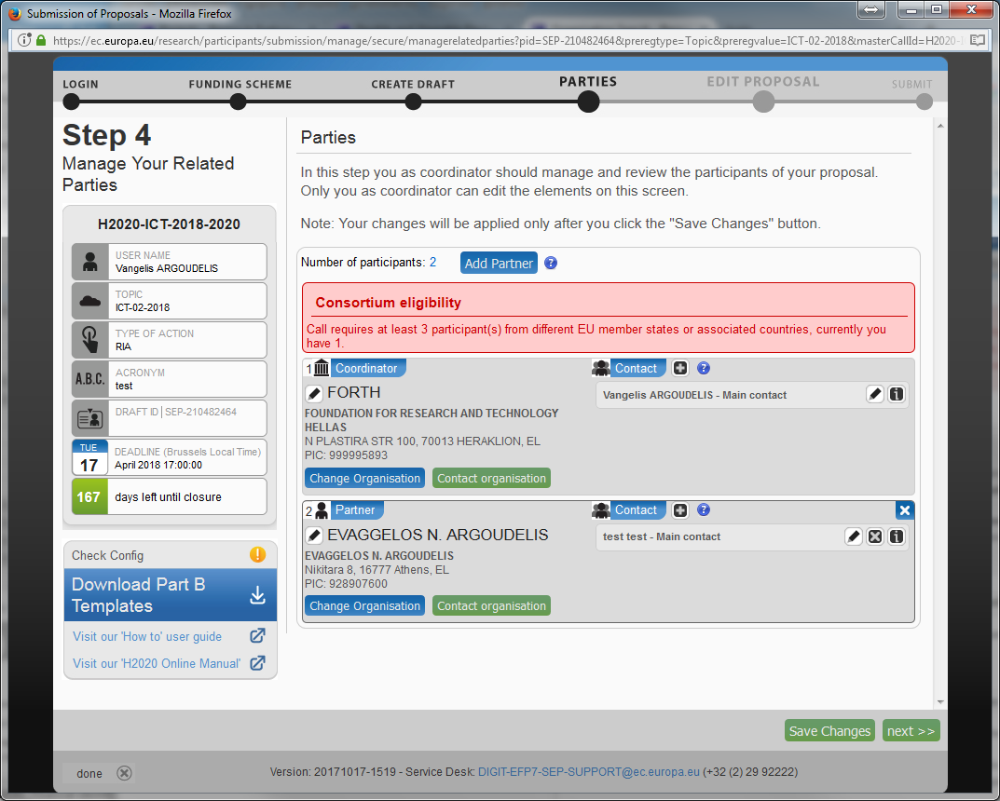 Submission of Proposals - Mozilla Firefox
https://ec.europa.eu/research/participants/submission/manage/secure/managerelatedparties?pid=SEP-210482464&preregtype=Topic&preregvalue=ICT-02-2018&masterCallId=H2020-I
LOGIN
FUNDING SCHEME
CREATE DRAFT
PARTIES
EDIT PROPOSAL
SUBMIT
Step 4
Manage Your Related
Parties
H2020-ICT-2018-2020
USER NAME
Vangelis ARGOUDELIS
TOPIC
ICT-02-2018
TYPE OF ACTION
RIA
A.B.C.
ACRONYM
test
DRAFT ID | SEP-210482464
TUE
17
DEADLINE (Brussels Local Time)
April 2018 17:00:00
167
days left until closure
Check Config
Download Part B
Templates
Visit our 'How to' user guide
Visit our 'H2020 Online Manual'
Parties
In this step you as coordinator should manage and review the participants of your proposal.
Only you as coordinator can edit the elements on this screen.
Note: Your changes will be applied only after you click the "Save Changes" button.
Number of participants: 2
Add Partner
?
Consortium eligibility
Call requires at least 3 participant(s) from different EU member states or associated countries, currently you
have 1.
1
Coordinator
FORTH
FOUNDATION FOR RESEARCH AND TECHNOLOGY
HELLAS
N PLASTIRA STR 100, 70013 HERAKLION, EL
PIC: 999995893
Change Organisation
Contact organisation
Contact
?
Vangelis ARGOUDELIS - Main contact
2
Partner
EVAGGELOS N. ARGOUDELIS
EVAGGELOS N. ARGOUDELIS
Nikitara 8, 16777 Athens, EL
PIC: 928907600
Change Organisation
Contact organisation
Contact
?
test test - Main contact
Save Changes
next >>
done
Version: 20171017-1519 - Service Desk: DIGIT-EFP7-SEP-SUPPORT@ec.europa.eu (+32 (2) 29 92222)